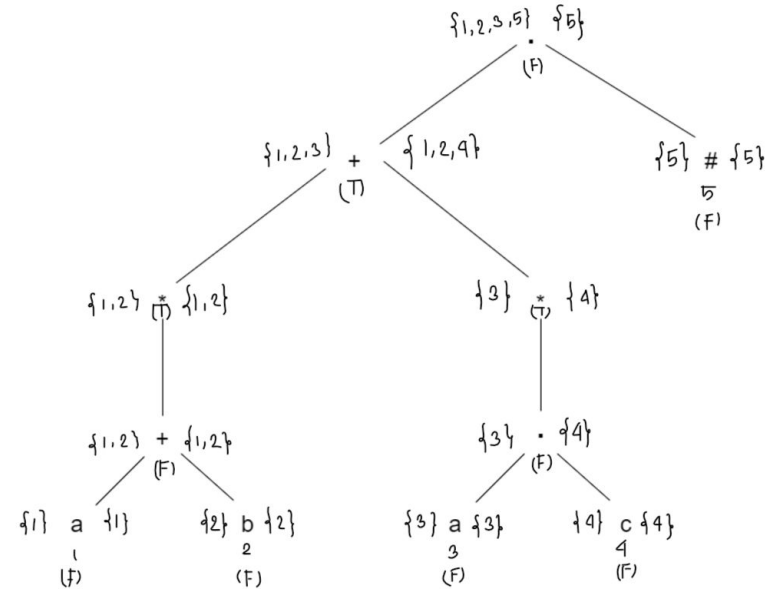 {1,2,3,5} . {5}
(F)
{1,2,3} + {1,2,4}
(T)
{5} # {5}
5
(F)
{1,2} * {1,2}
(T)
{3} * {4}
(T)
{1,2} + {1,2}
(F)
{3} . {4}
(F)
{1} a {1}
1
(F)
{2} b {2}
2
(F)
{3} a {3}
3
(F)
{4} c {4}
4
(F)